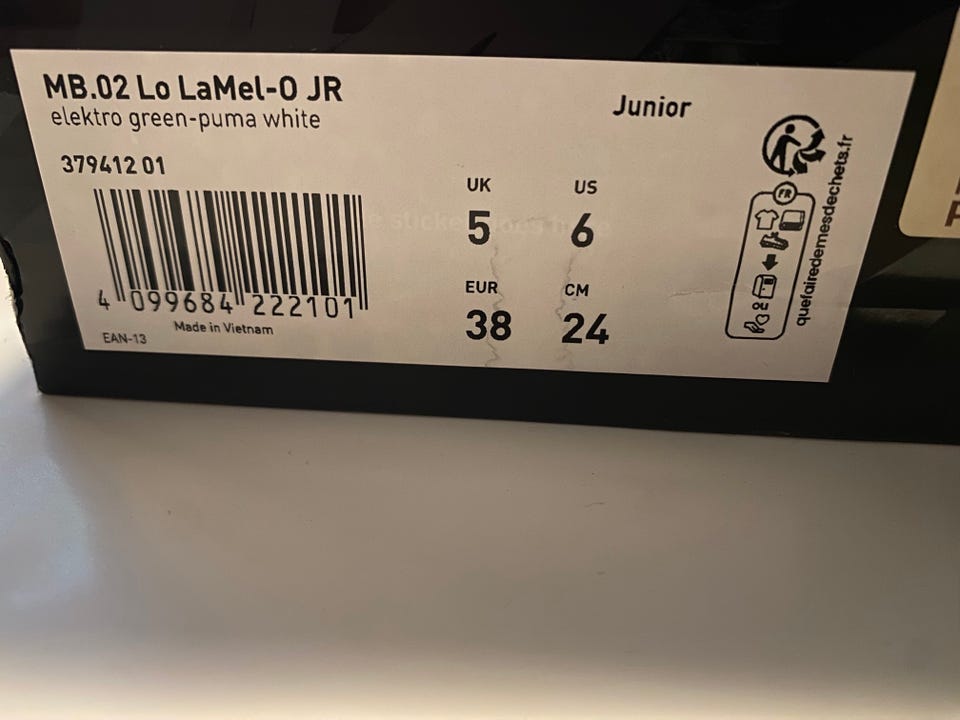 MB.02 Lo LaMel-O JR
elektro green-puma white
Junior
379412 01
UK
US
5
6
EUR
CM
38
24
4 099684 222101
Made in Vietnam
EAN-13
FR
quefairedemesdechets.fr